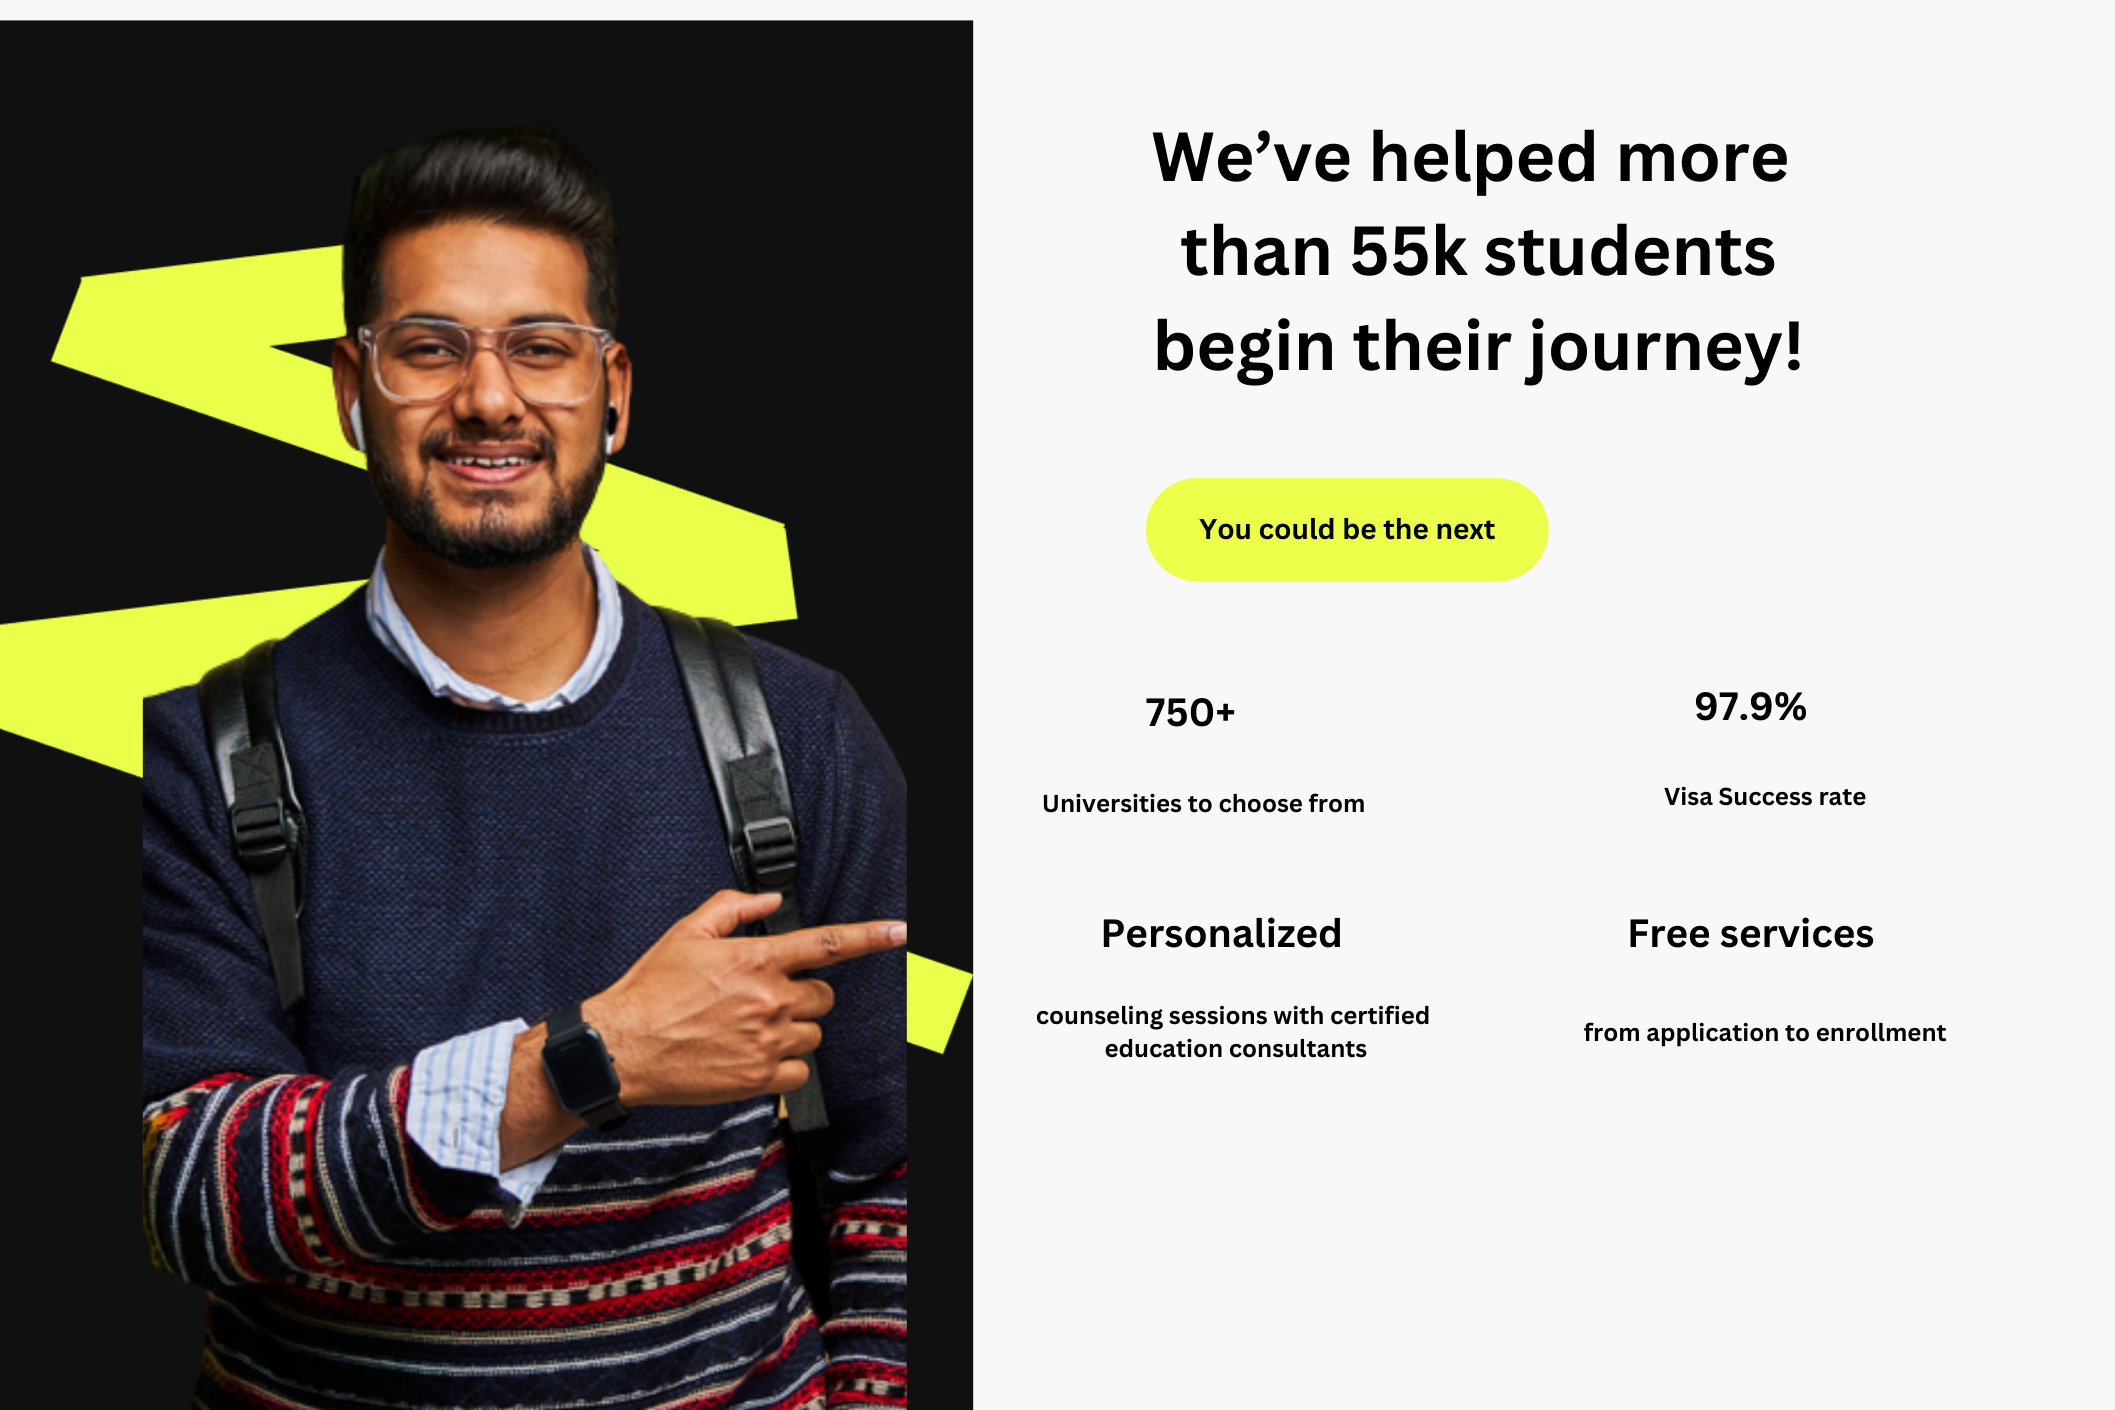 We’ve helped more
than 55k students
begin their journey!
You could be the next
750+
Universities to choose from
97.9%
Visa Success rate
Personalized
counseling sessions with certified
education consultants
Free services
from application to enrollment